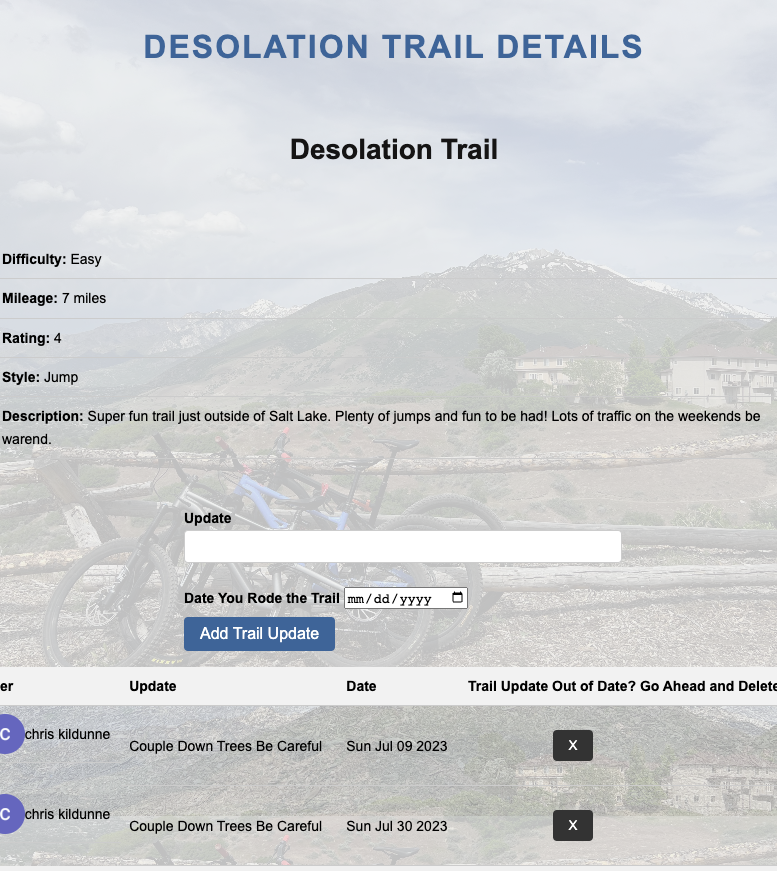 DESOLATION TRAIL DETAILS
Desolation Trail
Difficulty: Easy
Mileage: 7 miles
Rating: 4
Style: Jump
Description: Super fun trail just outside of Salt Lake. Plenty of jumps and fun to be had! Lots of traffic on the weekends be
warend.
Update
Date You Rode the Trail mm/dd/yyyy
Add Trail Update
er Update Date Trail Update Out of Date? Go Ahead and Delete
C chris kildunne Couple Down Trees Be Careful Sun Jul 09 2023 X
C chris kildunne Couple Down Trees Be Careful Sun Jul 30 2023 X